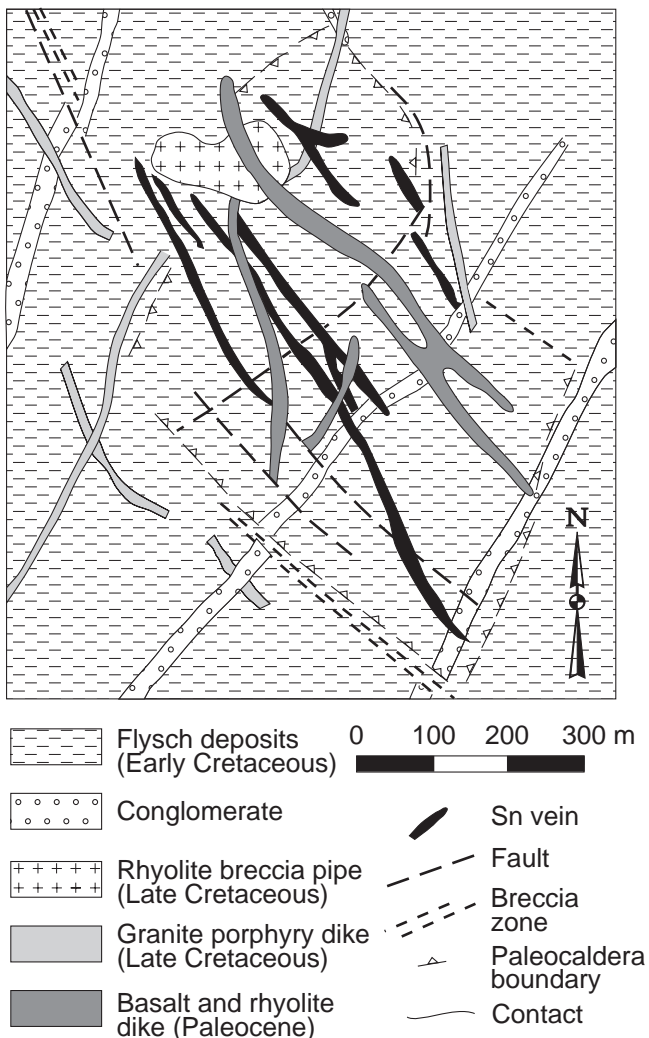 N
Flysch deposits
(Early Cretaceous)
0 100 200 300 m
Conglomerate
Rhyolite breccia pipe
(Late Cretaceous)
Granite porphyry dike
(Late Cretaceous)
Basalt and rhyolite
dike (Paleocene)
Sn vein
Fault
Breccia
zone
Paleocaldera
boundary
Contact